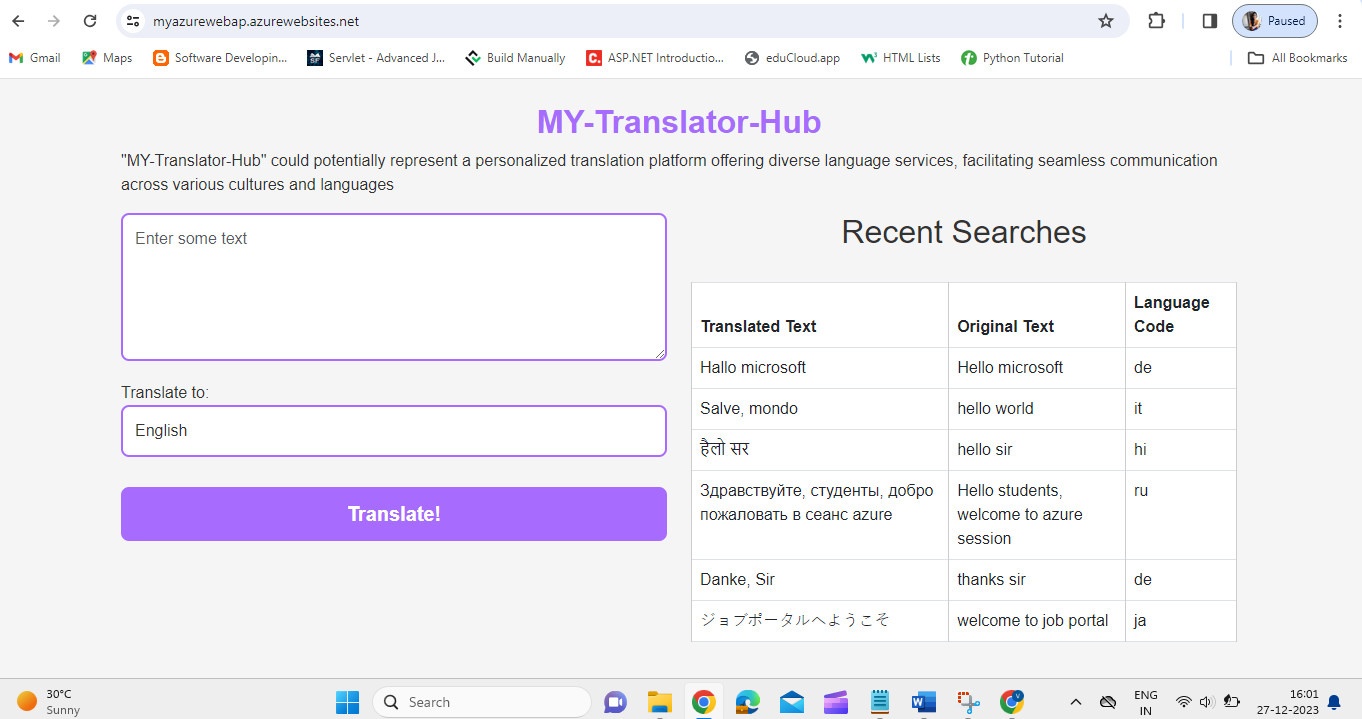 myazurewebap.azurewebsites.net
Paused
Gmail
Maps
Software Developin...
Servlet - Advanced J...
Build Manually
ASP.NET Introductio...
eduCloud.app
HTML Lists
Python Tutorial
All Bookmarks
MY-Translator-Hub
"MY-Translator-Hub" could potentially represent a personalized translation platform offering diverse language services, facilitating seamless communication
across various cultures and languages
Enter some text
Translate to:
English
Translate!
Recent Searches
Translated Text Original Text Language
Code
Hallo microsoft Hello microsoft de
Salve, mondo hello world it
हैलो सर hello sir hi
Здравствуйте, студенты, добро Hello students, ru
пожаловать в сеанс azure welcome to azure
session
Danke, Sir thanks sir de
ジョブポータルへようこそ welcome to job portal ja
30°C
Sunny
Search
ENG
IN
16:01
27-12-2023